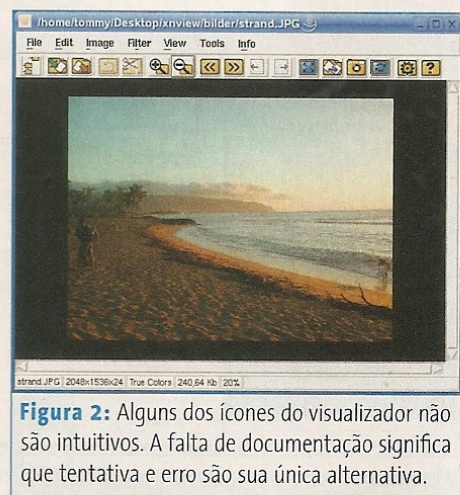 /home/tommy/Desktop/xnview/bilder/strand.JPG
File Edit Image Filter View Tools Info
strand.JPG 2048x1536x24 True Colors 240,64 Kb 20%
Figura 2: Alguns dos ícones do visualizador não
são intuitivos. A falta de documentação significa
que tentativa e erro são sua única alternativa.